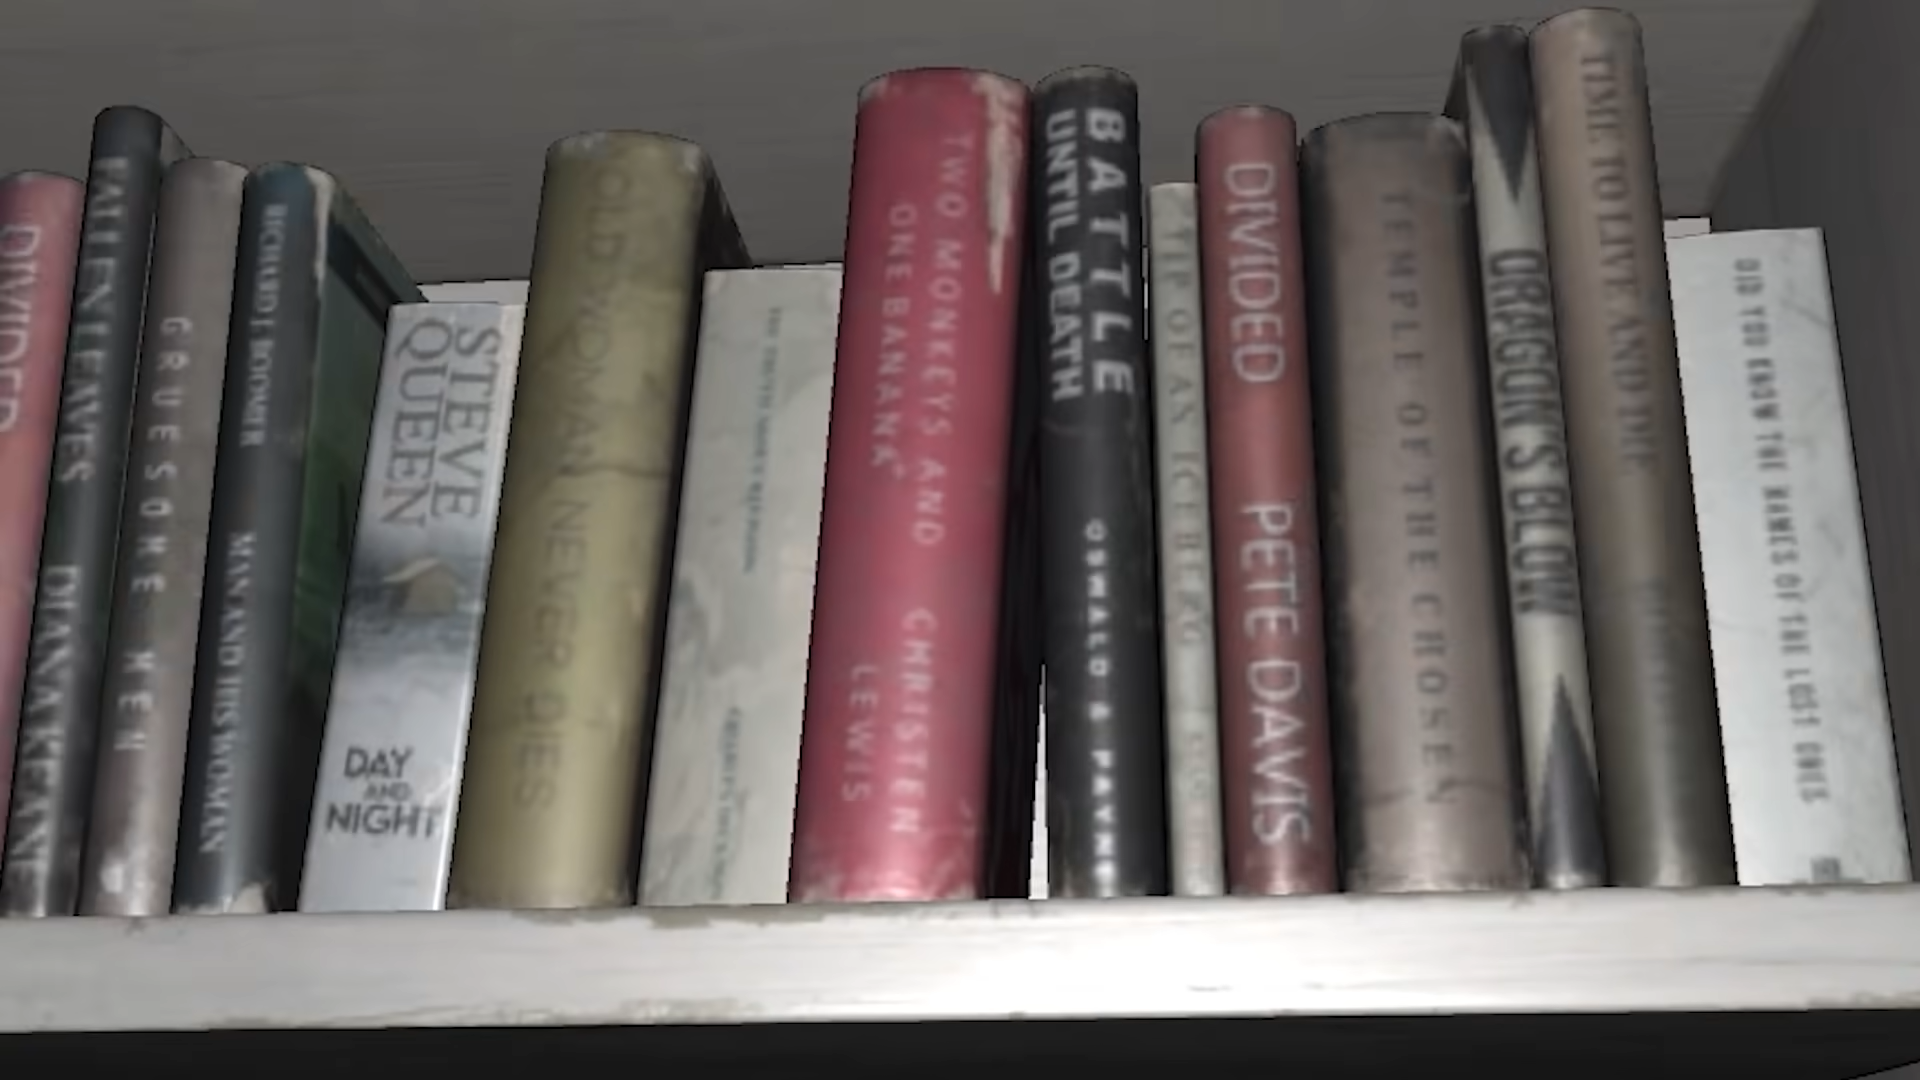 DIVIDED
FALLEN LEAVES DIANA KEANE
GRUESOME MEN
RICHARD J. BOOMER MAN AND HIS WOMAN
STEVE
QUEEN
DAY
AND
NIGHT
OLD WOMAN NEVER DIES
TWO MONKEYS AND CHRISTEN
ONE BANANA LEWIS
BATTLE
UNTIL DEATH
OSWALD & PAYNE
TIP OF AN ICEBERG
DIVIDED PETE DAVIS
TEMPLE OF THE CHOSEN
DRAGON'S BLOW
TIME TO LIVE AND DIE
DID YOU KNOW THE NAMES OF THE LOST ONES